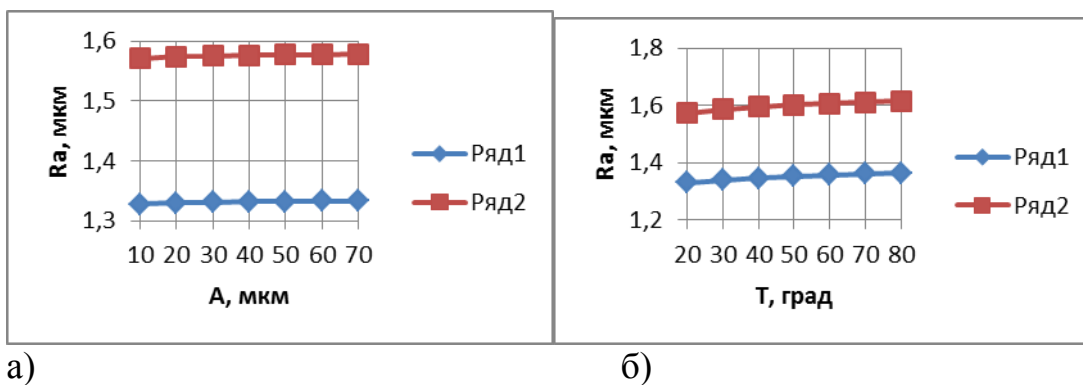 1,6
1,5
1,4
1,3
Ra, мкм
10 20 30 40 50 60 70
А, мкм
Ряд1
Ряд2
1,8
1,6
1,4
1,2
Ra, мкм
20 30 40 50 60 70 80
Т, град
Ряд1
Ряд2
а)
б)